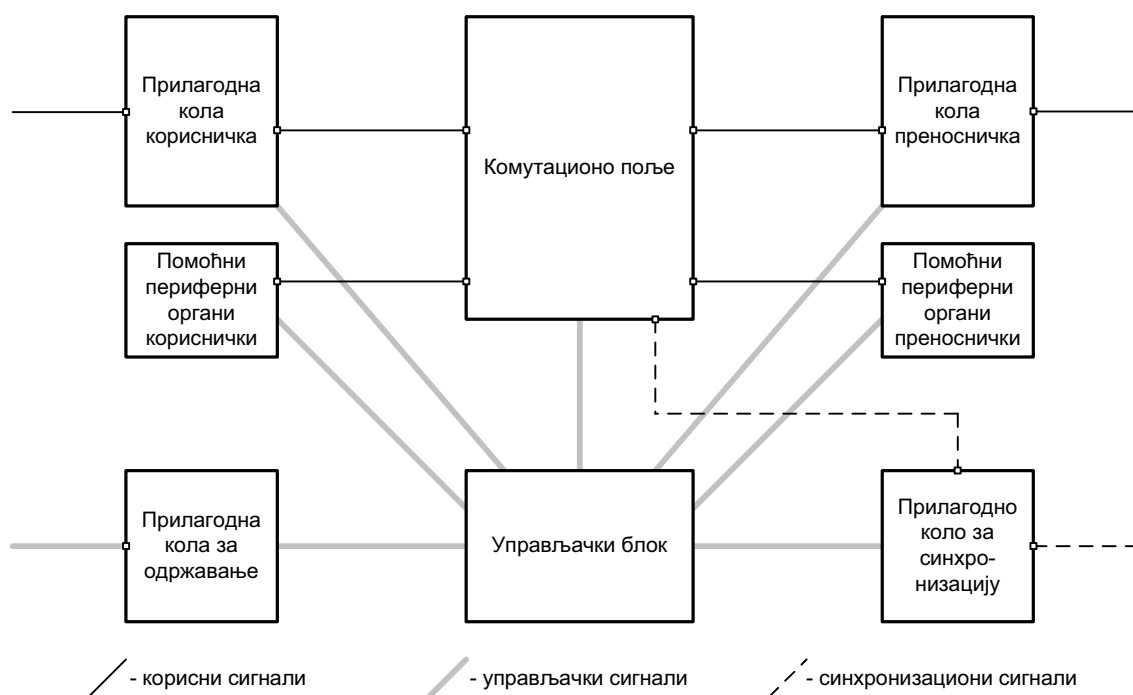 Прилагодна
кола
корисничка
Комутационо поље
Прилагодна
кола
преносничка
Помоћни
периферни
органи
кориснички
Помоћни
периферни
органи
преноснички
Прилагодна
кола за
одржавање
Управљачки блок
Прилагодно
коло за
синхро-
низацију
- корисни сигнали
- управљачки сигнали
- синхронизациони сигнали